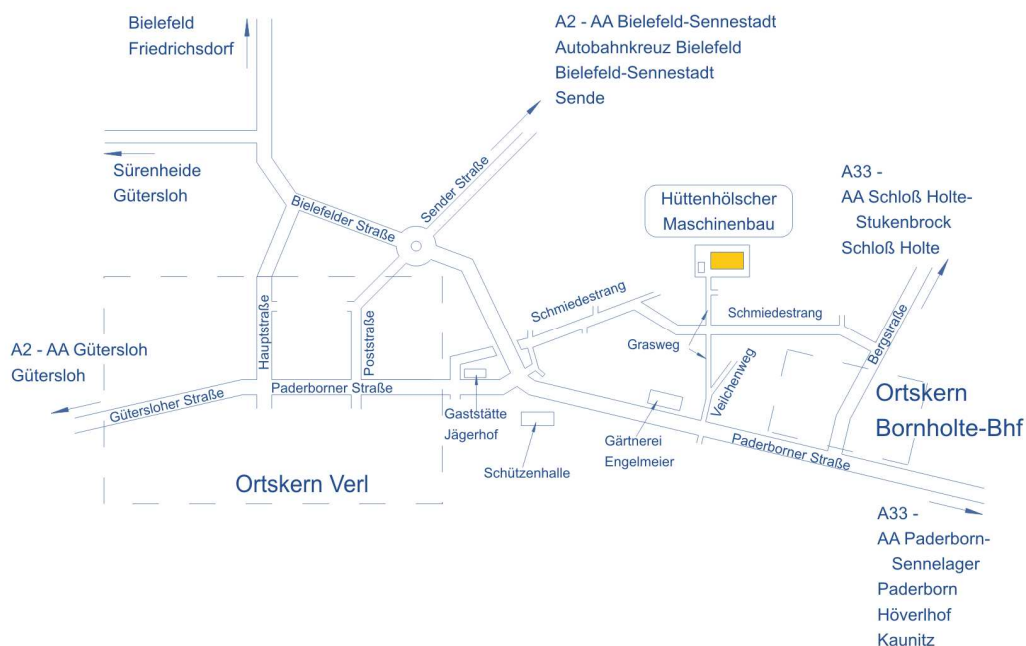 Bielefeld
Friedrichsdorf
A2 - AA Bielefeld-Sennestadt
Autobahnkreuz Bielefeld
Bielefeld-Sennestadt
Sende
Sürenheide
Gütersloh
Sender Straße
Bielefelder Straße
Hüttenhölscher
Maschinenbau
A33 -
AA Schloß Holte-
Stukenbrock
Schloß Holte
Schmiedestrang
Schmiedestrang
Hauptstraße
Poststraße
Grasweg
Bergstraße
A2 - AA Gütersloh
Gütersloh
Gütersloher Straße
Paderborner Straße
Veilchenweg
Ortskern
Bornholte-Bhf
Gaststätte
Jägerhof
Schützenhalle
Gärtnerei
Engelmeier
Paderborner Straße
Ortskern Verl
A33 -
AA Paderborn-
Sennelager
Paderborn
Höverlhof
Kaunitz